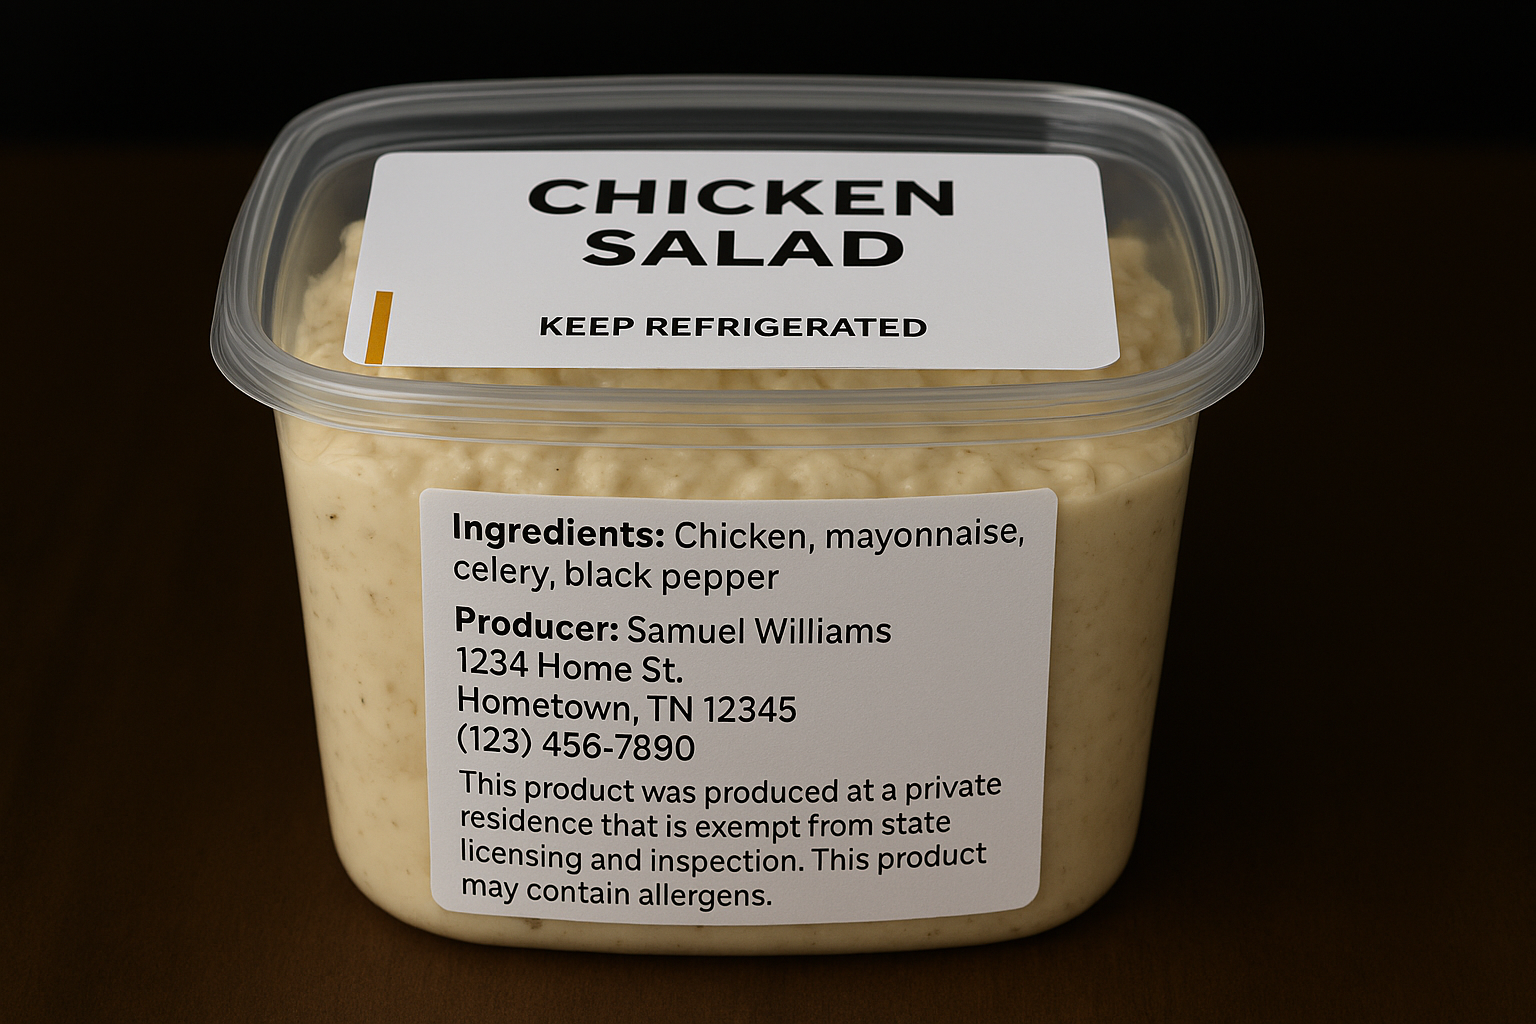 CHICKEN
SALAD
KEEP REFRIGERATED
Ingredients: Chicken, mayonnaise,
celery, black pepper
Producer: Samuel Williams
1234 Home St.
Hometown, TN 12345
(123) 456-7890
This product was produced at a private
residence that is exempt from state
licensing and inspection. This product
may contain allergens.